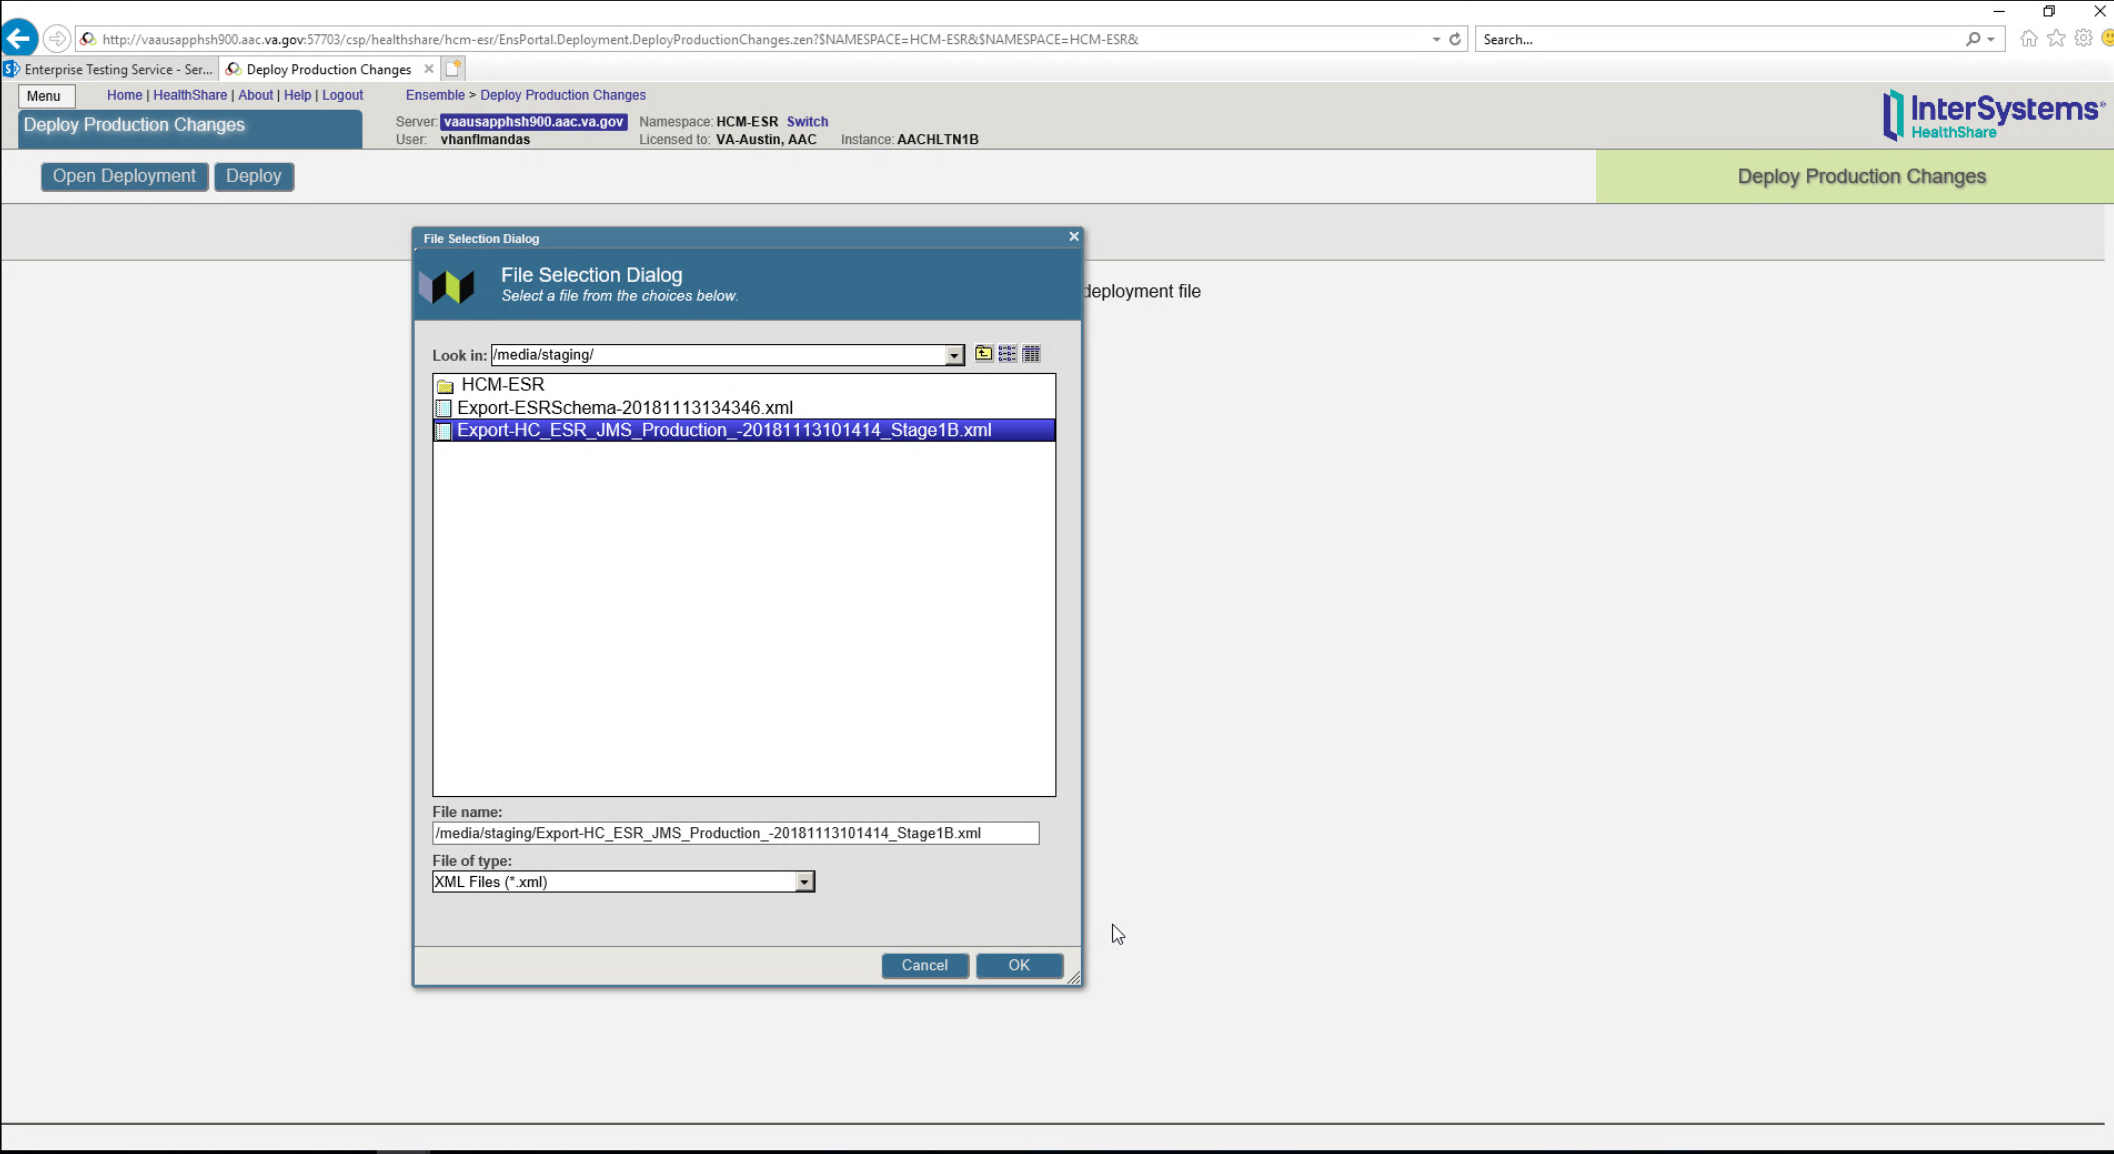 http://vaausapphsh900.aac.va.gov:57703/csp/healthshare/hcm-esr/EnsPortal.Deployment.DeployProductionChanges.zen?$NAMESPACE=HCM-ESR&$NAMESPACE=HCM-ESR&
Search...
Enterprise Testing Service - Ser...
Deploy Production Changes
Menu
Home | HealthShare | About | Help | Logout
Ensemble > Deploy Production Changes
Deploy Production Changes
Server: vaausapphsh900.aac.va.gov Namespace: HCM-ESR Switch
User: vhanflmandas Licensed to: VA-Austin, AAC Instance: AACHLTN1B
InterSystems®
HealthShare
Open Deployment
Deploy
Deploy Production Changes
File Selection Dialog
File Selection Dialog
Select a file from the choices below.
deployment file
Look in: /media/staging/
HCM-ESR
Export-ESRSchema-20181113134346.xml
Export-HC_ESR_JMS_Production_-20181113101414_Stage1B.xml
File name:
/media/staging/Export-HC_ESR_JMS_Production_-20181113101414_Stage1B.xml
File of type:
XML Files (*.xml)
Cancel
OK